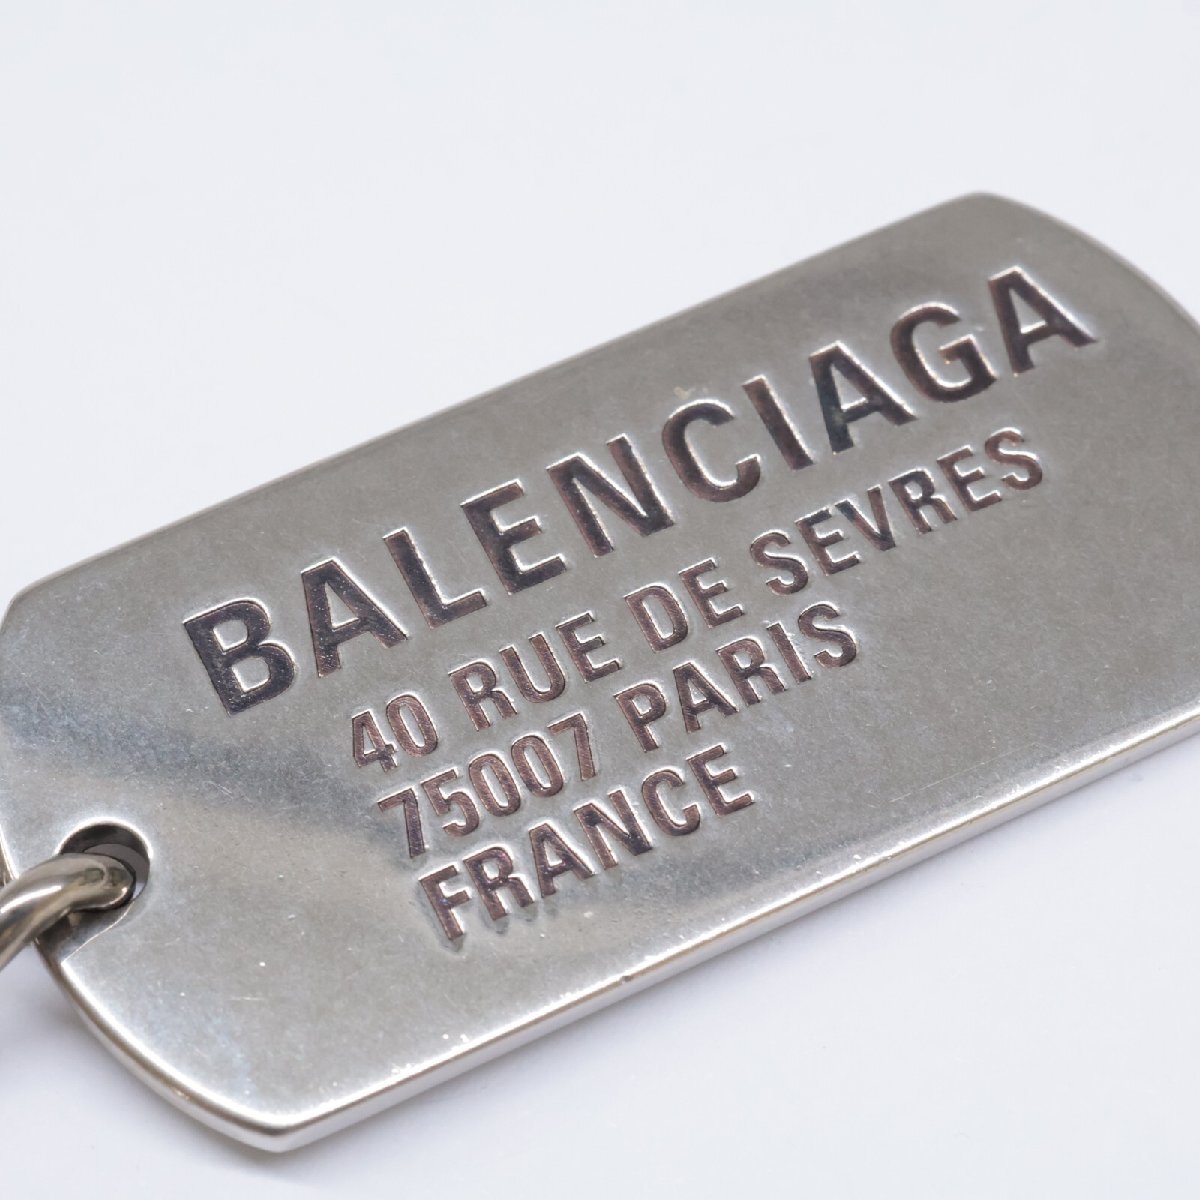 BALENCIAGA
40 RUE DE SEVRES
75007 PARIS
FRANCE